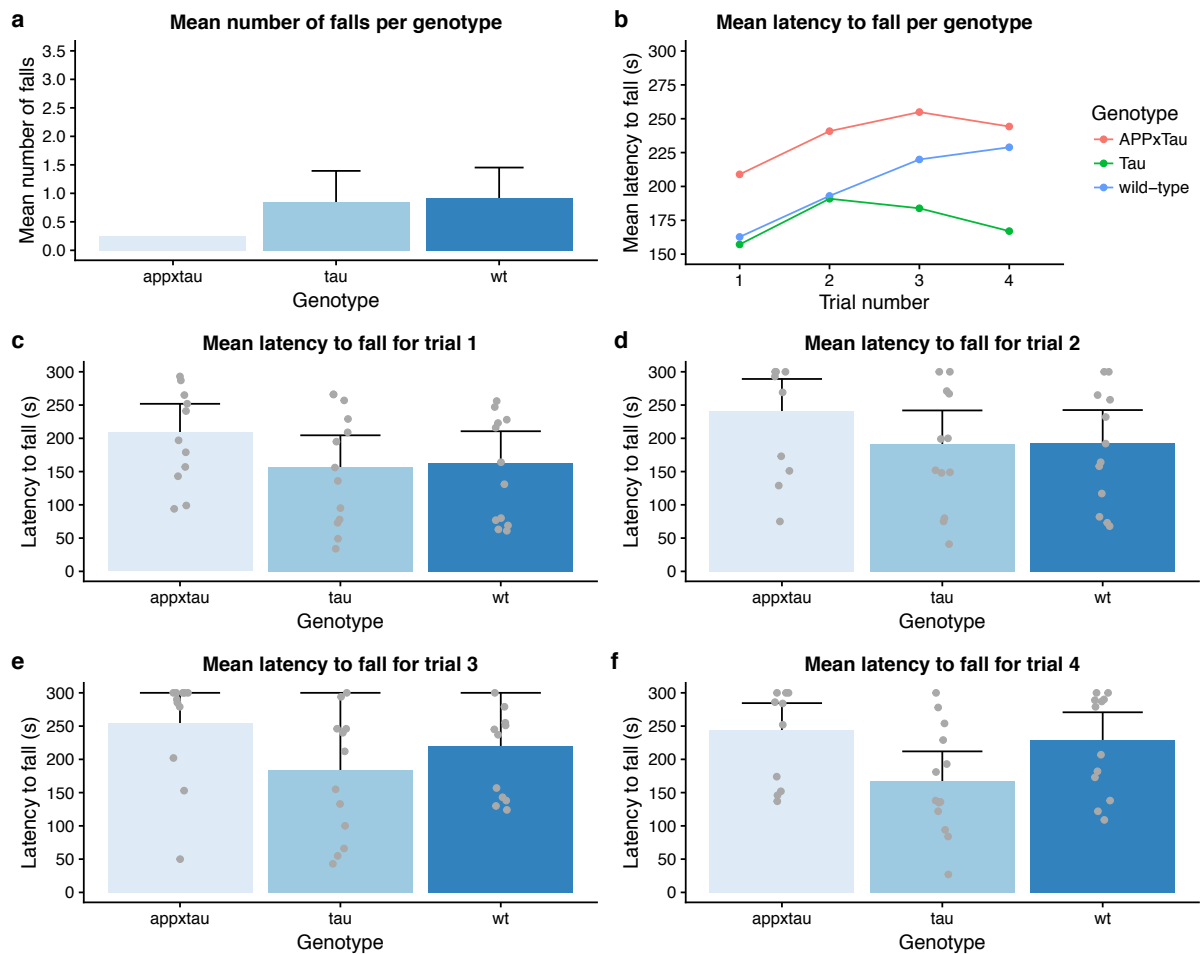 a
Mean number of falls per genotype
Mean number of falls
3.5
3.0
2.5
2.0
1.5
1.0
0.5
0.0
appxtau tau wt
Genotype
b
Mean latency to fall per genotype
Mean latency to fall (s)
300
275
250
225
200
175
150
1 2 3 4
Trial number
Genotype
APPxTau
Tau
wild−type
c
Mean latency to fall for trial 1
Latency to fall (s)
300
250
200
150
100
50
0
appxtau tau wt
Genotype
d
Mean latency to fall for trial 2
Latency to fall (s)
300
250
200
150
100
50
0
appxtau tau wt
Genotype
e
Mean latency to fall for trial 3
Latency to fall (s)
300
250
200
150
100
50
0
appxtau tau wt
Genotype
f
Mean latency to fall for trial 4
Latency to fall (s)
300
250
200
150
100
50
0
appxtau tau wt
Genotype